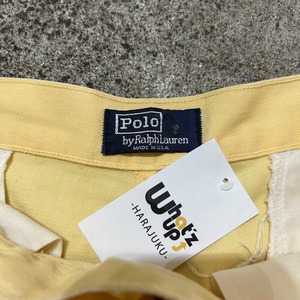 Polo
by Ralph Lauren
MADE IN U.S.A.
What'z
up?
-HARAJUKU-